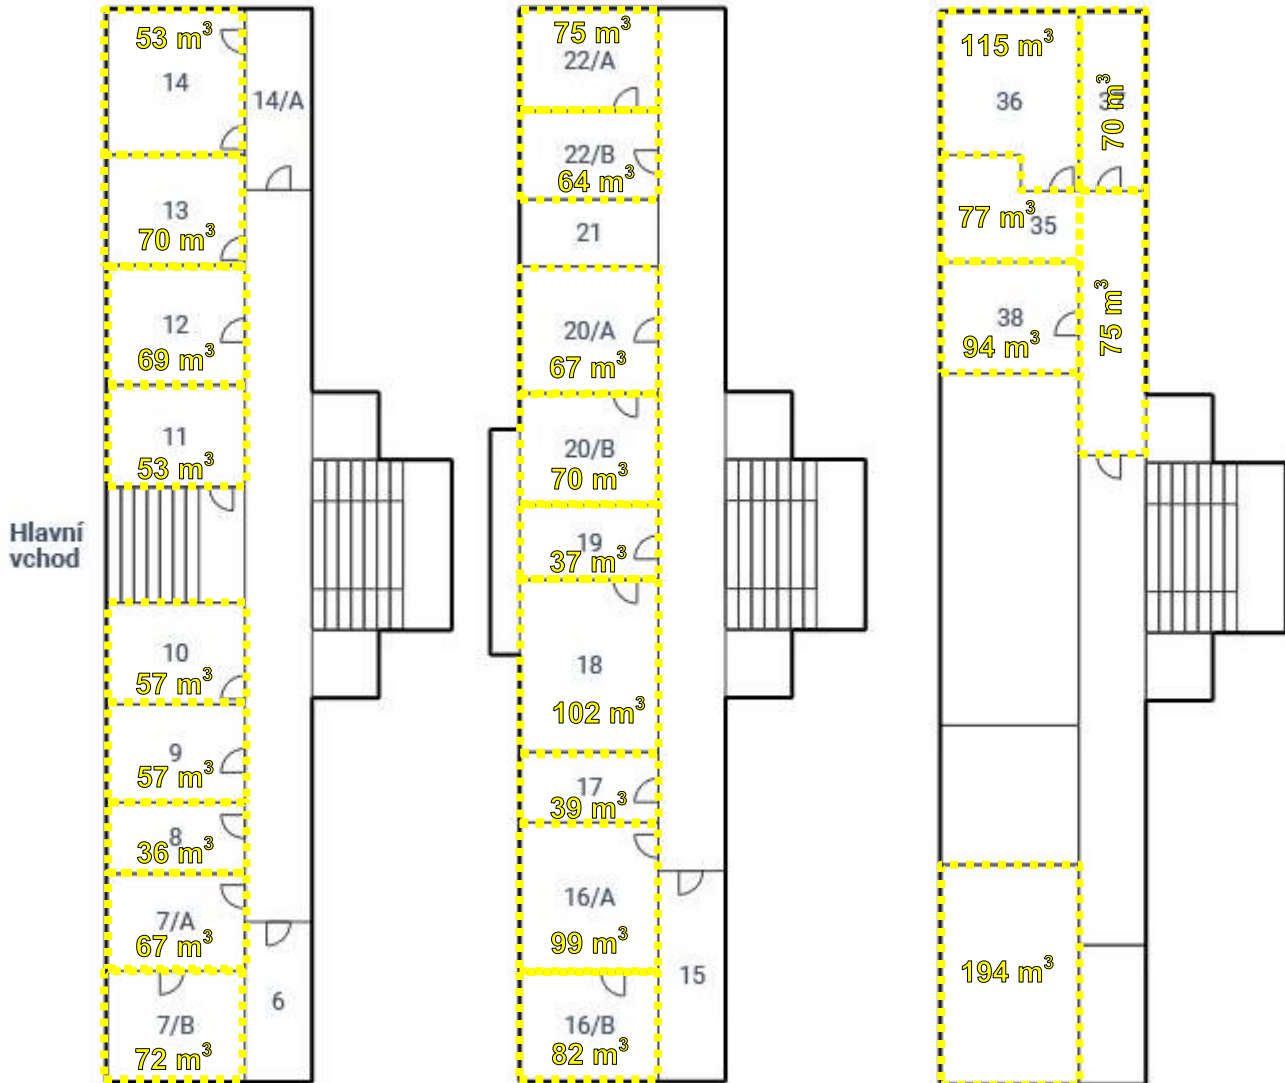 53 m³
14
14/A
13
70 m³
12
69 m³
11
53 m³
Hlavní
vchod
10
57 m³
9
57 m³
8
36 m³
7/A
67 m³
7/B
72 m³
6
75 m³
22/A
22/B
64 m³
21
20/A
67 m³
20/B
70 m³
19
37 m³
18
102 m³
17
39 m³
16/A
99 m³
16/B
82 m³
15
115 m³
36
70 m³
77 m³
35
38
94 m³
75 m³
194 m³